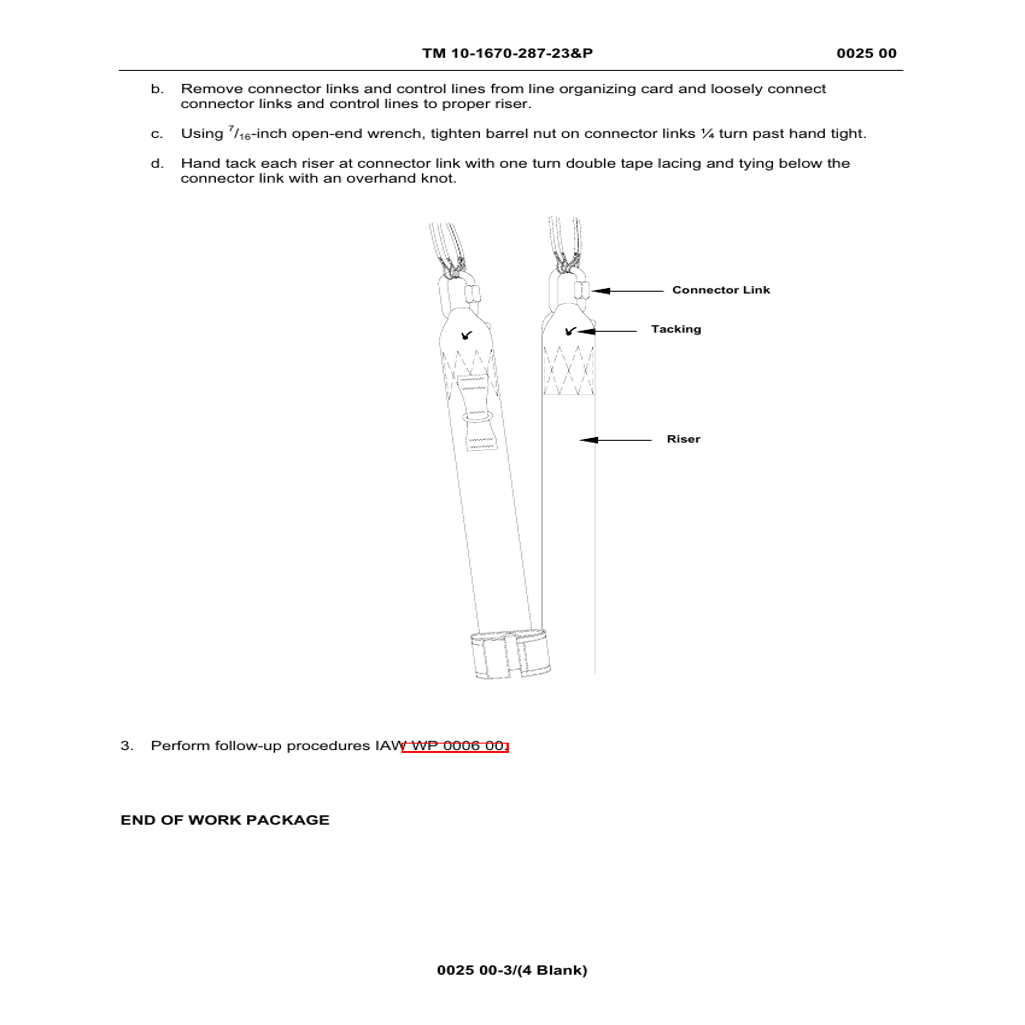 TM 10-1670-287-23&P 0025 00
b. Remove connector links and control lines from line organizing card and loosely connect
connector links and control lines to proper riser.
c. Using 7/16-inch open-end wrench, tighten barrel nut on connector links ¼ turn past hand tight.
d. Hand tack each riser at connector link with one turn double tape lacing and tying below the
connector link with an overhand knot.
Connector Link
Tacking
Riser
3. Perform follow-up procedures IAW WP 0006 00.
END OF WORK PACKAGE
0025 00-3/(4 Blank)